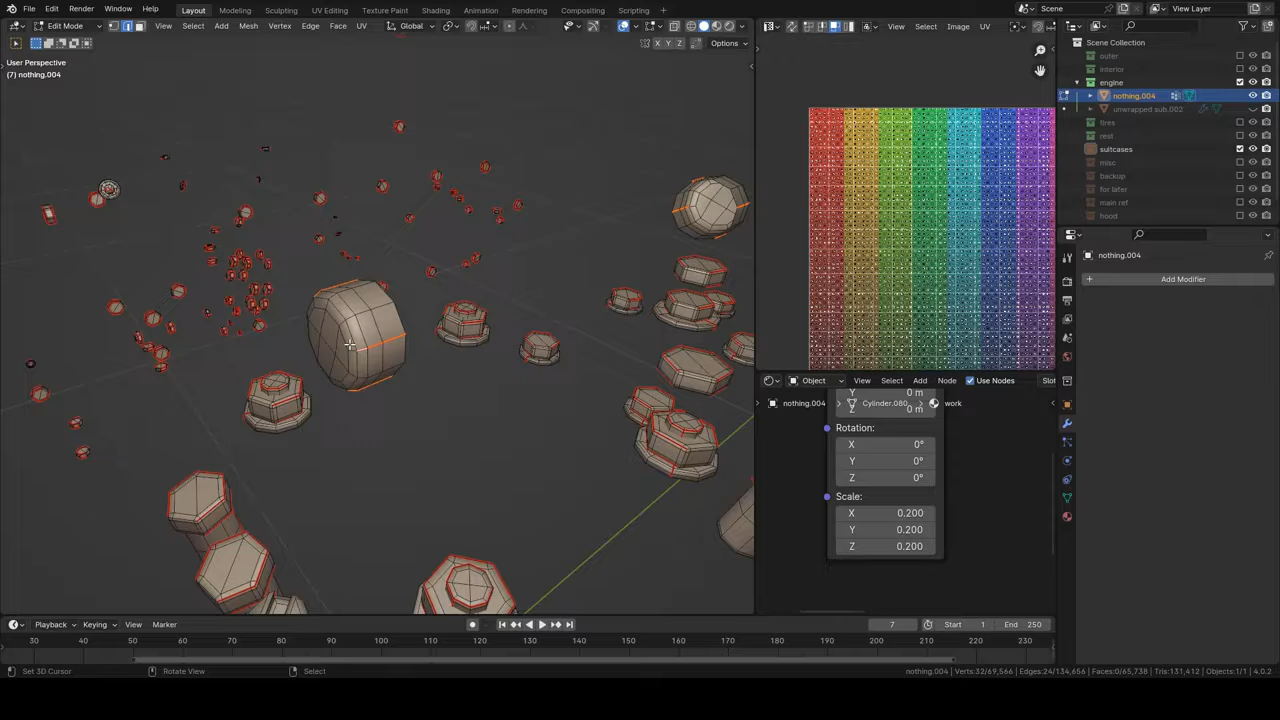 File Edit Render Window Help Layout Modeling Sculpting UV Editing Texture Paint Shading Animation Rendering Compositing Scripting + Scene View Layer
Edit Mode View Select Add Mesh Vertex Edge Face UV Global View Select Image UV
X Y Z Options
User Perspective
(7) nothing.004
Scene Collection
outer
interior
engine
nothing.004
unwrapped sub.002
tires
rest
suitcases
misc
backup
for later
main ref
hood
nothing.004
Add Modifier
Object View Select Add Node Use Nodes Slot
nothing.004 Cylinder.080 work
Y 0 m
Z 0 m
Rotation:
X 0°
Y 0°
Z 0°
Scale:
X 0.200
Y 0.200
Z 0.200
Playback Keying View Marker 7 Start 1 End 250
30 40 50 60 70 80 90 100 110 120 130 140 150 160 170 180 190 200 210 220 230
Set 3D Cursor Rotate View Select nothing.004 | Verts:32/69,566 | Edges:24/134,656 | Faces:0/65,738 | Tris:131,412 | Objects:1/1 | 4.0.2